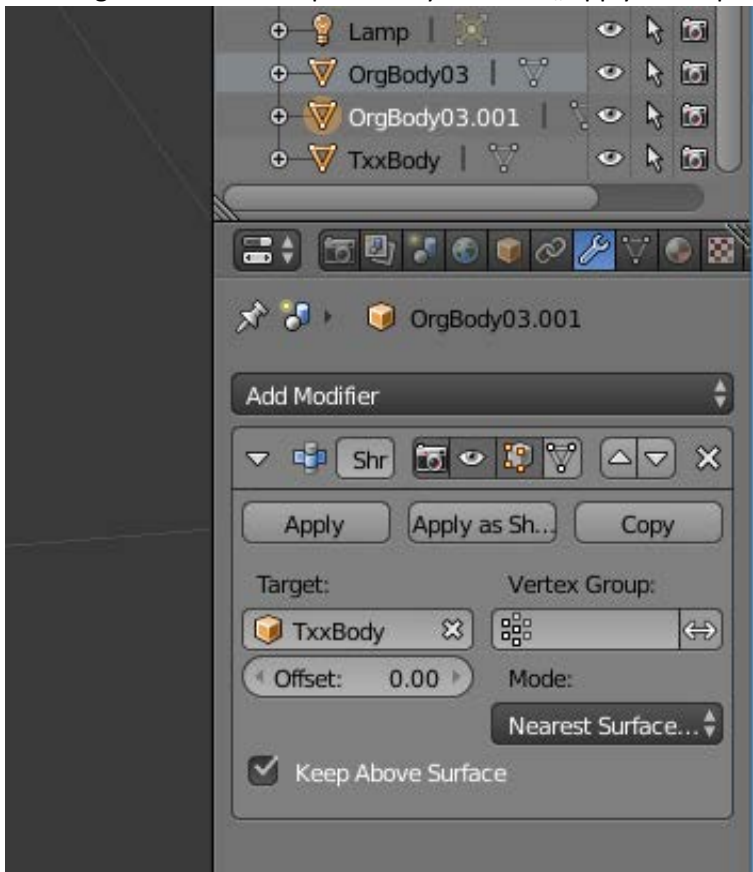 Lamp
OrgBody03
OrgBody03.001
TxxBody
OrgBody03.001
Add Modifier
Shr
Apply Apply as Sh... Copy
Target: Vertex Group:
TxxBody
Offset: 0.00 Mode:
Nearest Surface...
Keep Above Surface